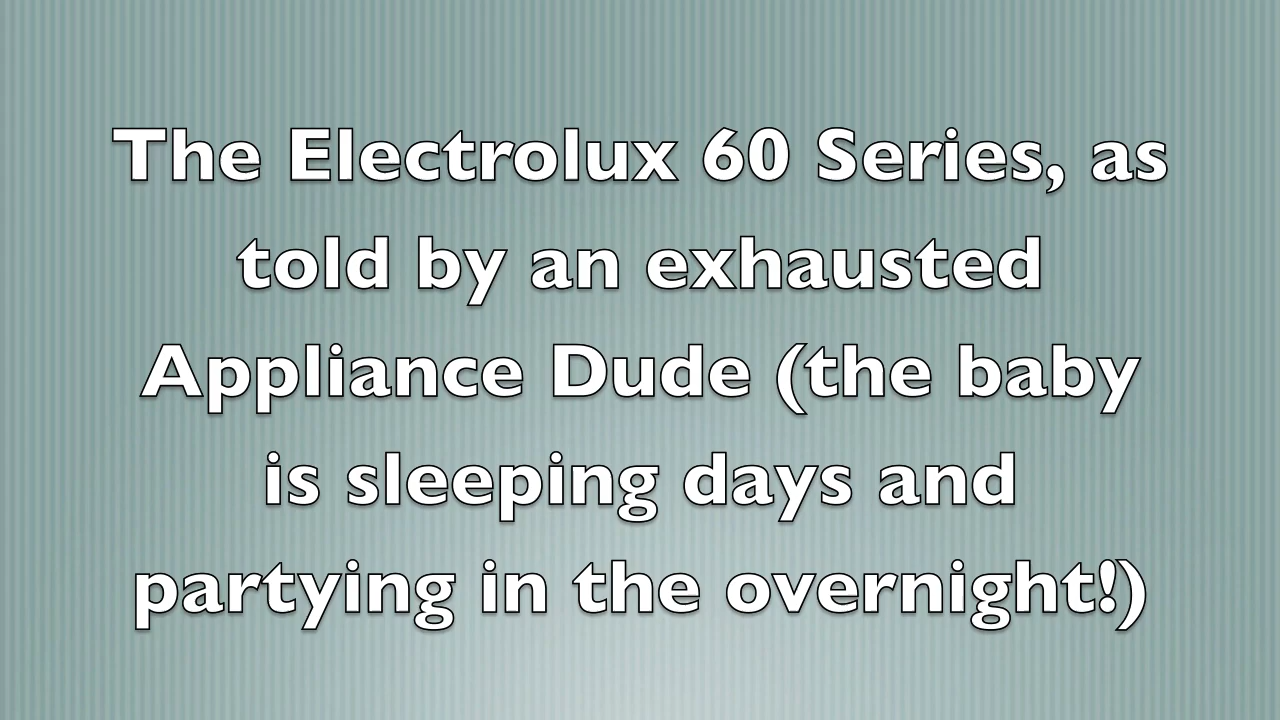 The Electrolux 60 Series, as
told by an exhausted
Appliance Dude (the baby
is sleeping days and
partying in the overnight!)